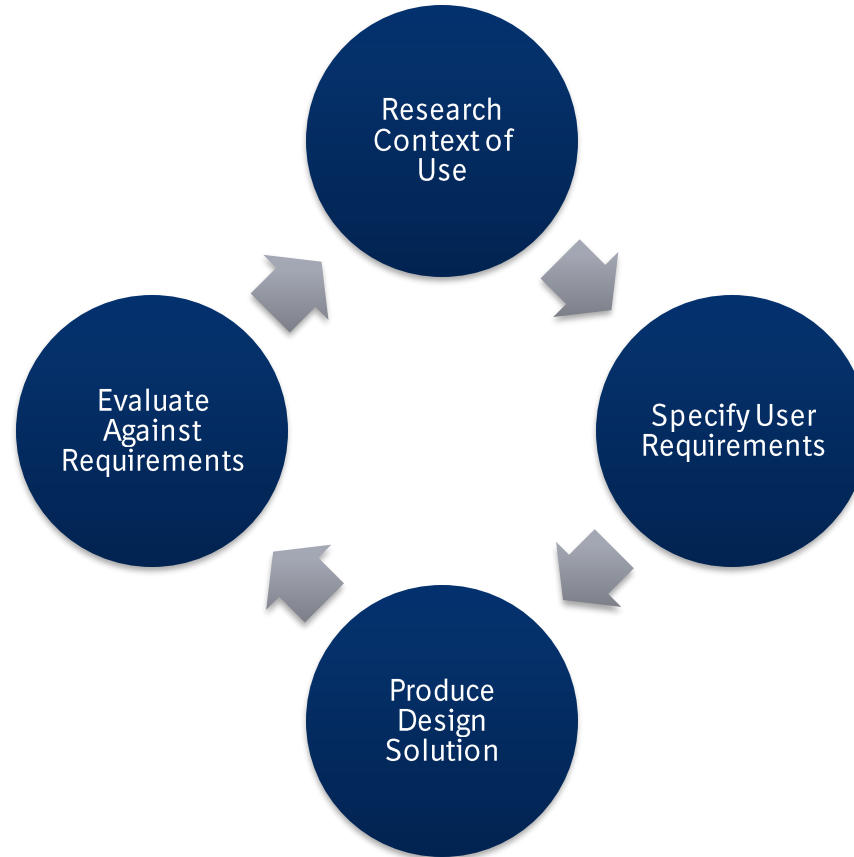 Research
Context of
Use
Specify User
Requirements
Produce
Design
Solution
Evaluate
Against
Requirements